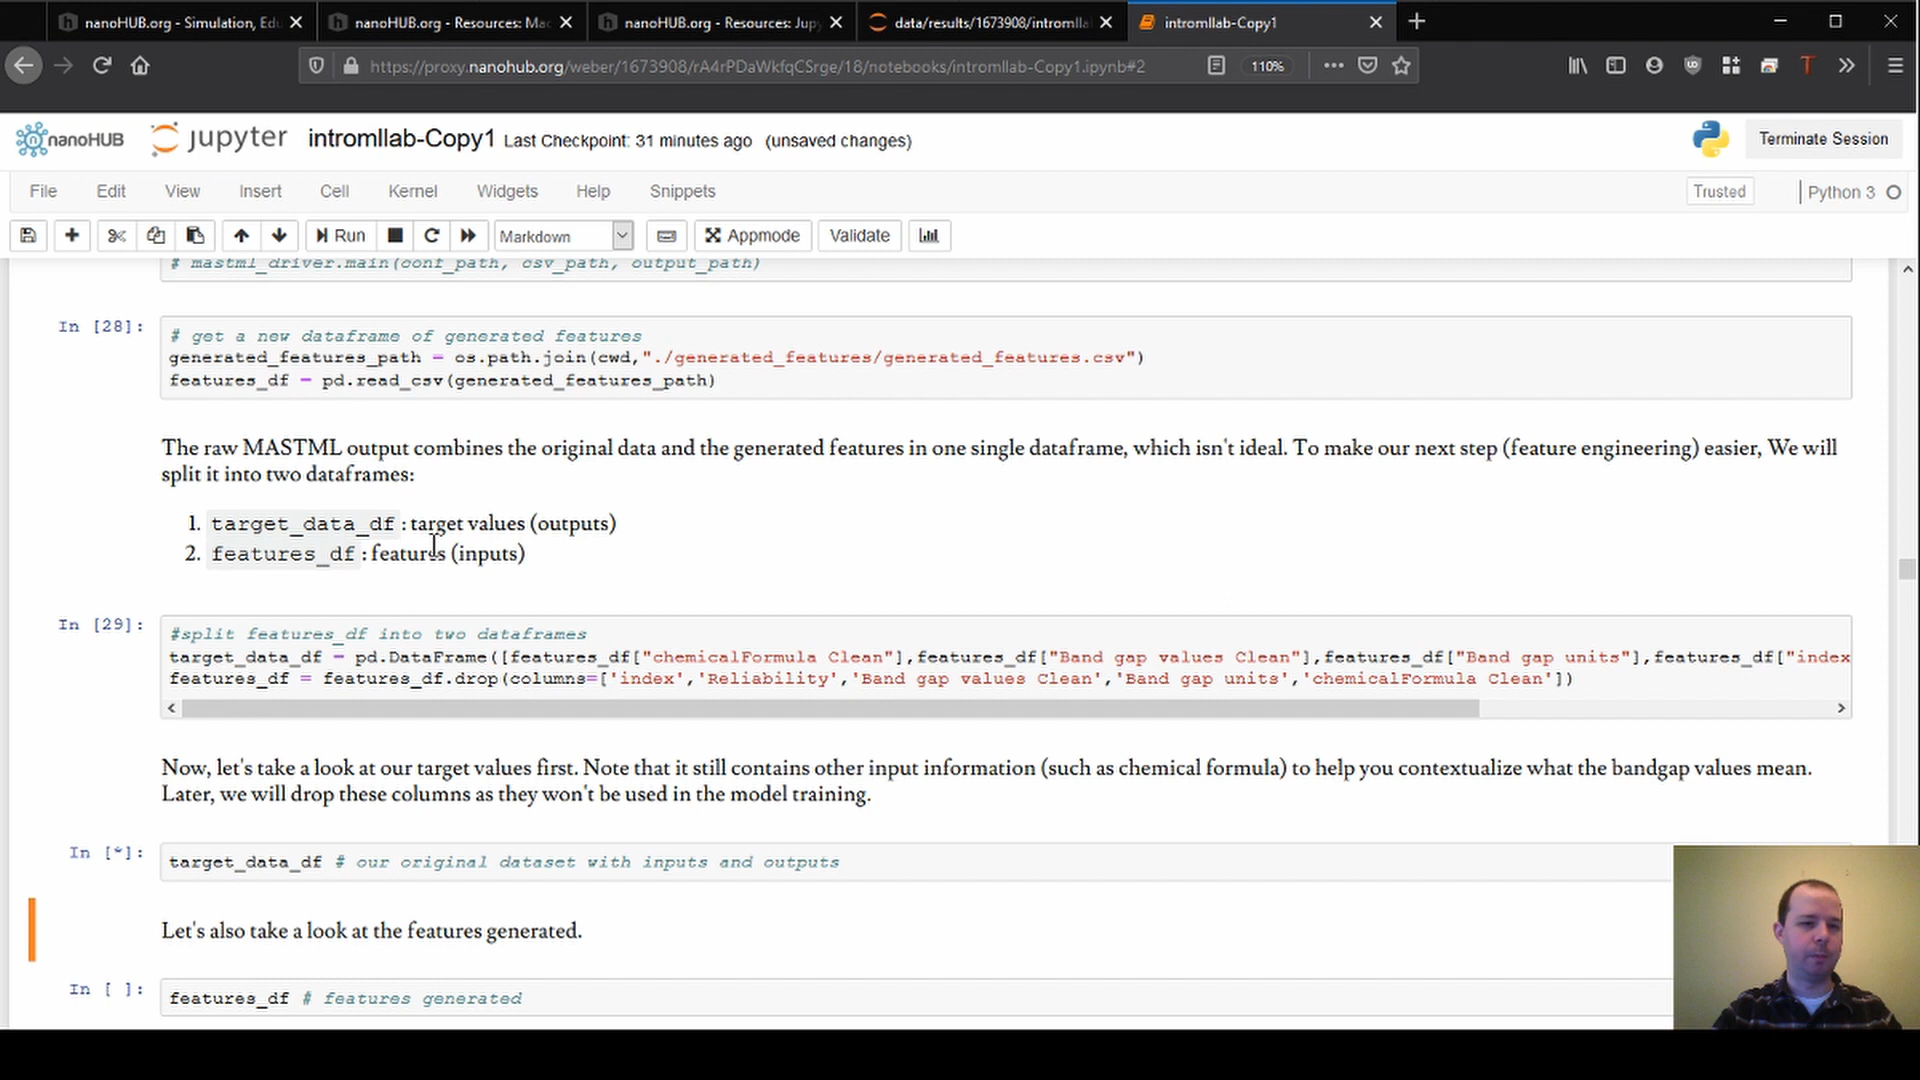 nanoHUB.org - Simulation, Edu
nanoHUB.org - Resources: Mac
nanoHUB.org - Resources: Jupy
data/results/1673908/intromllab
intromllab-Copy1
https://proxy.nanohub.org/weber/1673908/rA4rPDaWkfqCSrge/18/notebooks/intromllab-Copy1.ipynb#2
110%
nanoHUB
jupyter
intromllab-Copy1 Last Checkpoint: 31 minutes ago (unsaved changes)
Terminate Session
File Edit View Insert Cell Kernel Widgets Help Snippets
Trusted
Python 3
Run
Markdown
Appmode
Validate
# mastml_driver.main(conf_path, csv_path, output_path)
In [28]:
# get a new dataframe of generated features
generated_features_path = os.path.join(cwd,"./generated_features/generated_features.csv")
features_df = pd.read_csv(generated_features_path)
The raw MASTML output combines the original data and the generated features in one single dataframe, which isn't ideal. To make our next step (feature engineering) easier, We will
split it into two dataframes:
1. target_data_df : target values (outputs)
2. features_df : features (inputs)
In [29]:
#split features_df into two dataframes
target_data_df = pd.DataFrame([features_df["chemicalFormula Clean"],features_df["Band gap values Clean"],features_df["Band gap units"],features_df["index
features_df = features_df.drop(columns=['index','Reliability','Band gap values Clean','Band gap units','chemicalFormula Clean'])
Now, let's take a look at our target values first. Note that it still contains other input information (such as chemical formula) to help you contextualize what the bandgap values mean.
Later, we will drop these columns as they won't be used in the model training.
In [*]:
target_data_df # our original dataset with inputs and outputs
Let's also take a look at the features generated.
In [ ]:
features_df # features generated